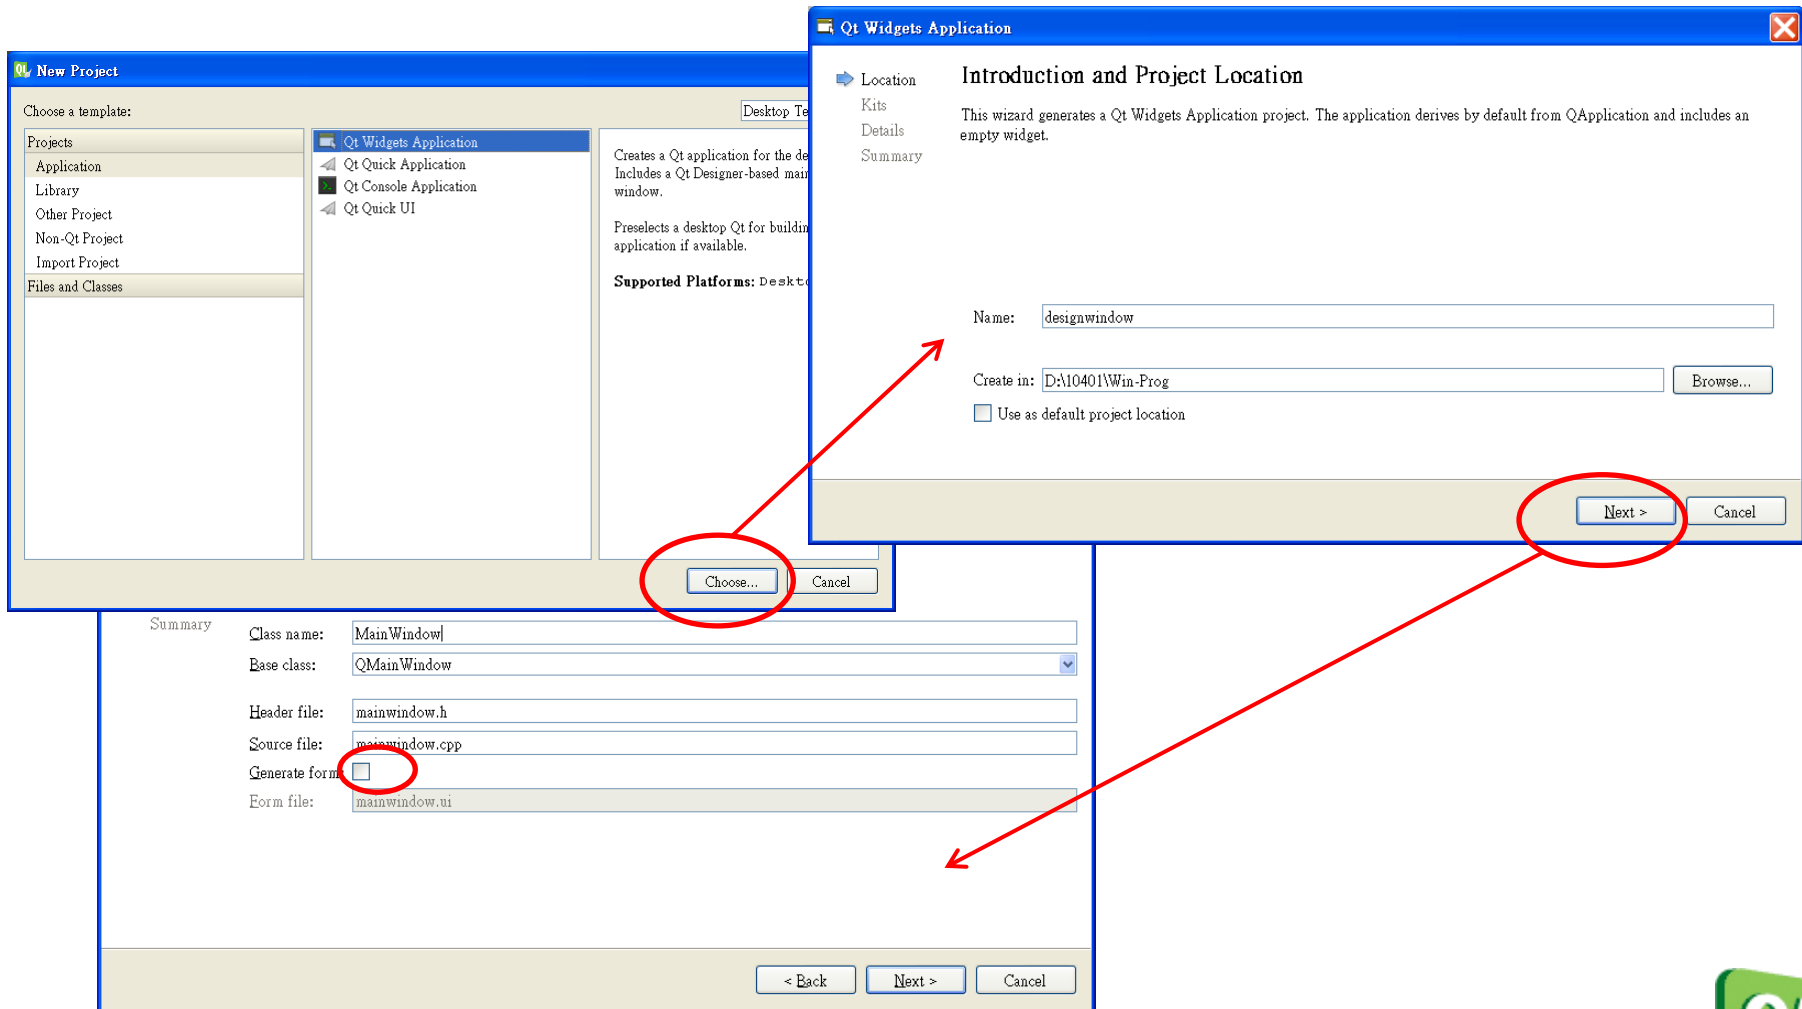 New Project
Choose a template:
Desktop Te
Projects
Application
Library
Other Project
Non-Qt Project
Import Project
Files and Classes
Qt Widgets Application
Qt Quick Application
Qt Console Application
Qt Quick UI
Creates a Qt application for the de
Includes a Qt Designer-based main
window.
Preselects a desktop Qt for buildin
application if available.
Supported Platforms: Deskto
Choose...
Cancel
Qt Widgets Application
Location
Kits
Details
Summary
Introduction and Project Location
This wizard generates a Qt Widgets Application project. The application derives by default from QApplication and includes an
empty widget.
Name: designwindow
Create in: D:\10401\Win-Prog
Browse...
Use as default project location
Next >
Cancel
Summary
Class name: MainWindow
Base class: QMainWindow
Header file: mainwindow.h
Source file: mainwindow.cpp
Generate form:
Form file: mainwindow.ui
< Back
Next >
Cancel